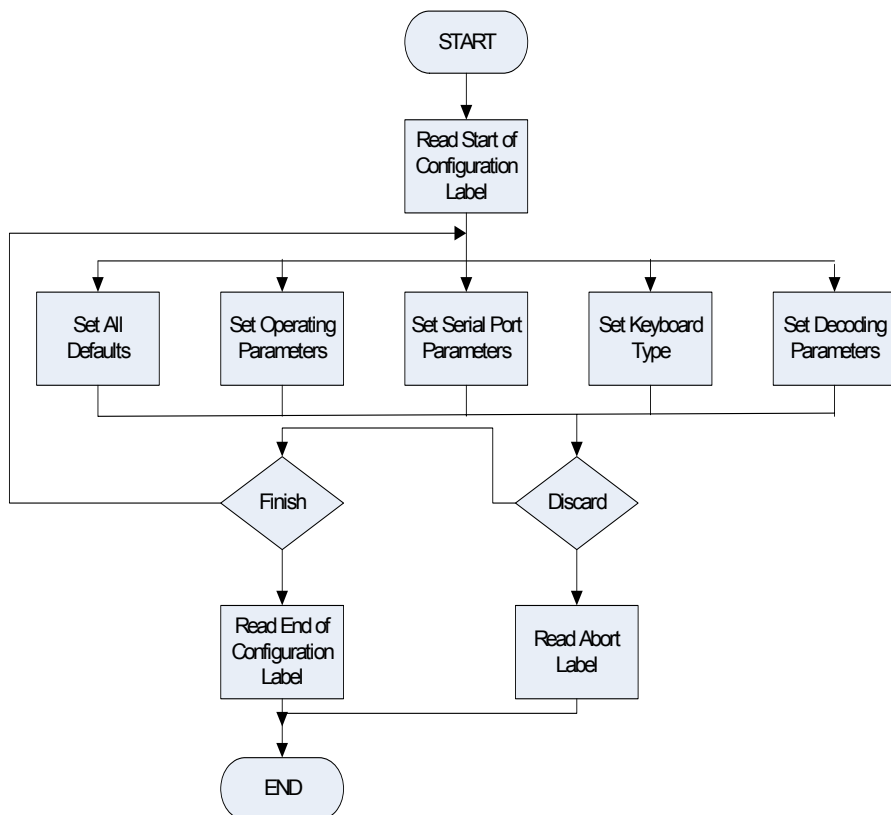 START
Read Start of
Configuration
Label
Set All
Defaults
Set Operating
Parameters
Set Serial Port
Parameters
Set Keyboard
Type
Set Decoding
Parameters
Finish
Discard
Read End of
Configuration
Label
Read Abort
Label
END